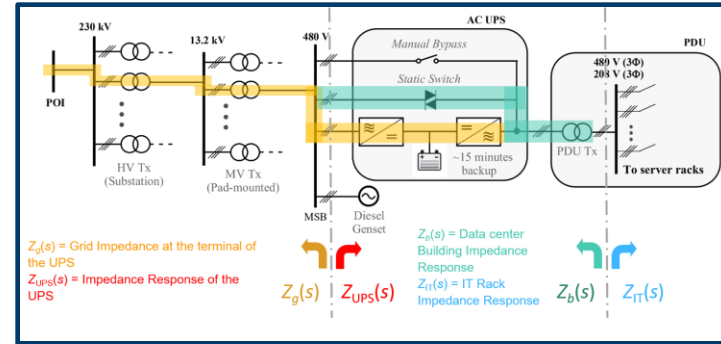 230 kV
13.2 kV
480 V
AC UPS
PDU
Manual Bypass
480 V (3Φ)
208 V (3Φ)
Static Switch
POI
HV Tx
(Substation)
MV Tx
(Pad-mounted)
~15 minutes
backup
PDU Tx
To server racks
MSB
Diesel
Genset
Zg(s) = Grid Impedance at the terminal of
the UPS
ZUPS(s) = Impedance Response of the
UPS
Zb(s) = Data center
Building Impedance
Response
ZIT(s) = IT Rack
Impedance Response
Zg(s)
ZUPS(s)
Zb(s)
ZIT(s)